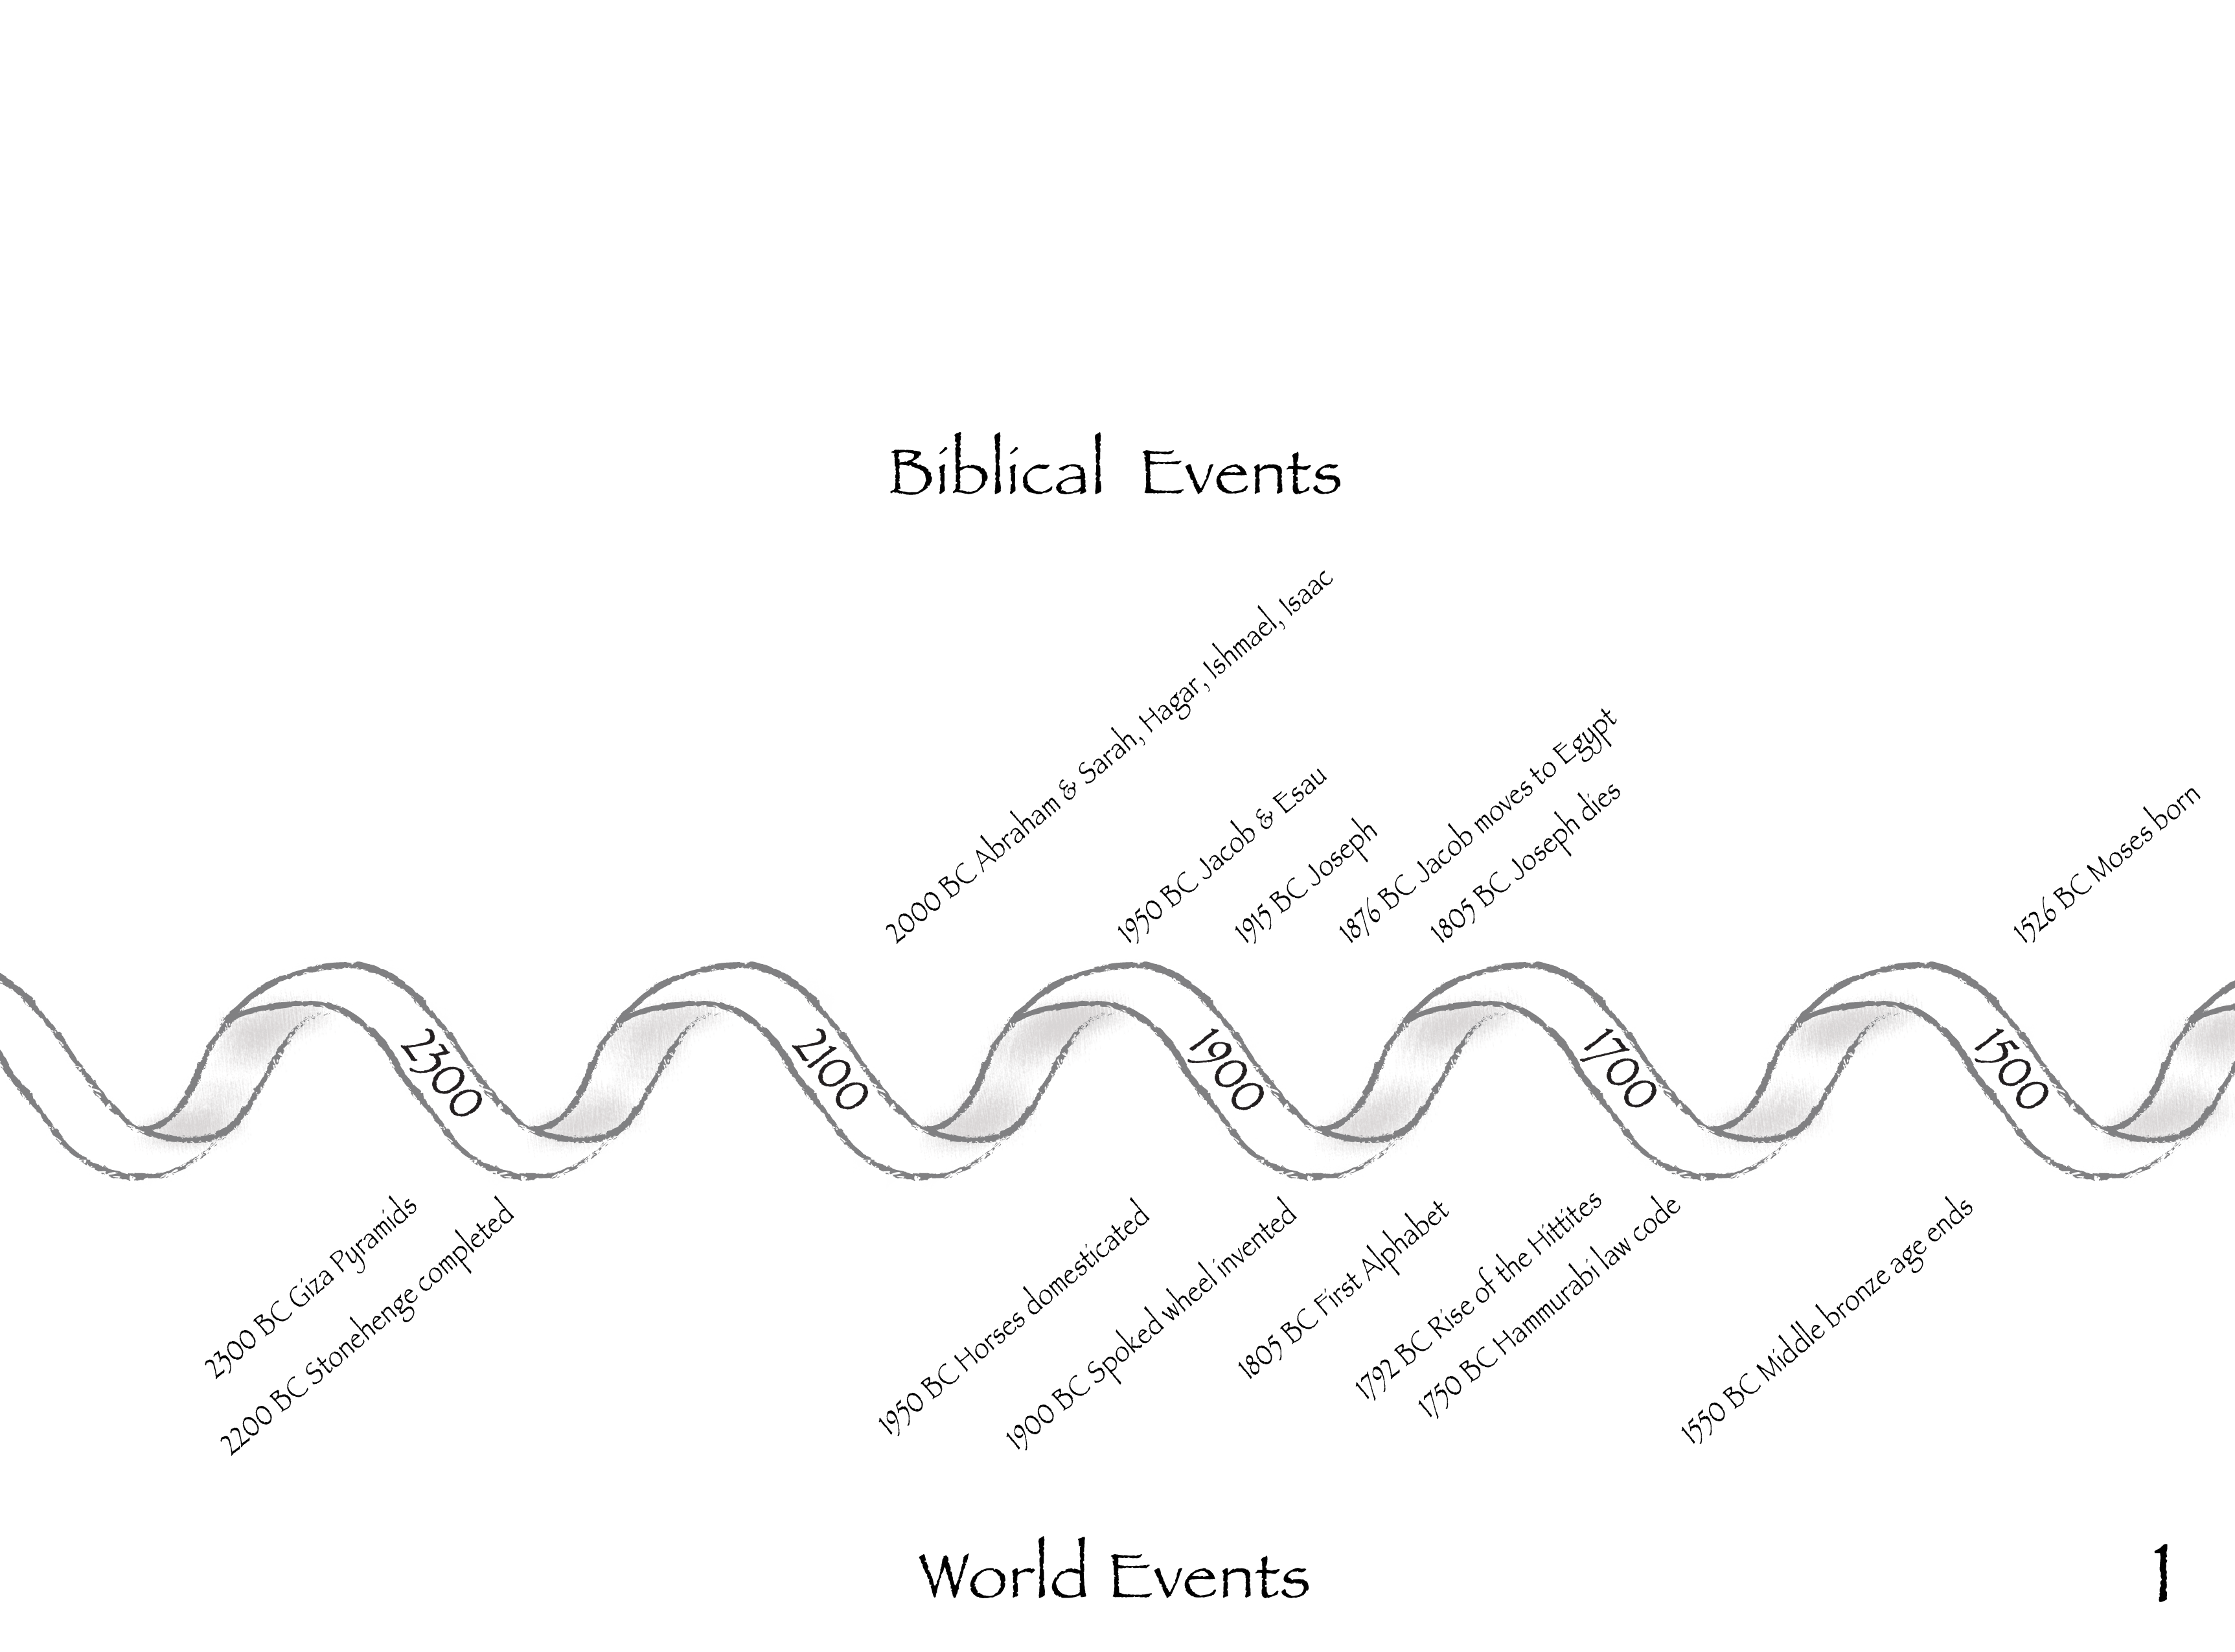 Biblical Events
2000 BC Abraham & Sarah, Hagar, Ishmael, Isaac
1950 BC Jacob & Esau
1915 BC Joseph
1876 BC Jacob moves to Egypt
1805 BC Joseph dies
1526 BC Moses born
2300
2100
1900
1700
1500
2300 BC Giza Pyramids
2200 BC Stonehenge completed
1950 BC Horses domesticated
1900 BC Spoked wheel invented
1805 BC First Alphabet
1792 BC Rise of the Hittites
1750 BC Hammurabi law code
1550 BC Middle bronze age ends
World Events
1